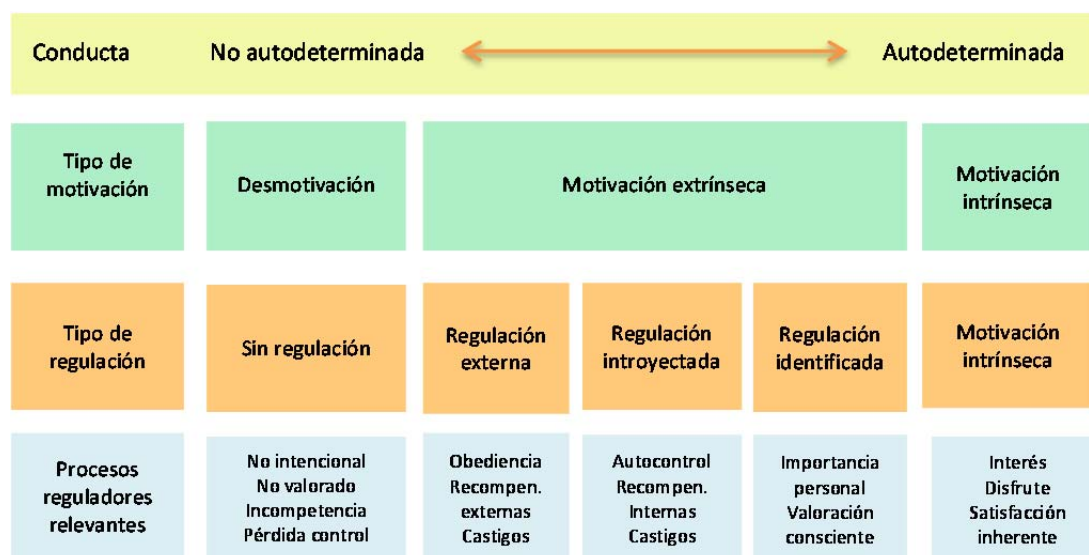 Conducta No autodeterminada Autodeterminada
Tipo de motivación
Desmotivación
Motivación extrínseca
Motivación intrínseca
Tipo de regulación
Sin regulación
Regulación externa
Regulación introyectada
Regulación identificada
Motivación intrínseca
Procesos
reguladores
relevantes
No intencional
No valorado
Incompetencia
Pérdida control
Obediencia
Recompen.
externas
Castigos
Autocontrol
Recompen.
Internas
Castigos
Importancia
personal
Valoración
consciente
Interés
Disfrute
Satisfacción
inherente